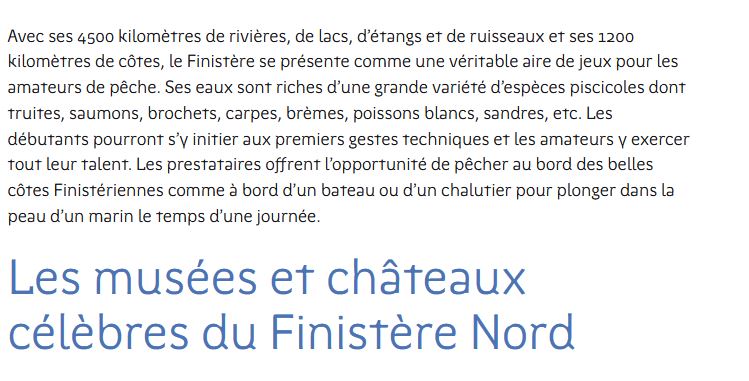 Avec ses 4500 kilomètres de rivières, de lacs, d’étangs et de ruisseaux et ses 1200
kilomètres de côtes, le Finistère se présente comme une véritable aire de jeux pour les
amateurs de pêche. Ses eaux sont riches d’une grande variété d’espèces piscicoles dont
truites, saumons, brochets, carpes, brèmes, poissons blancs, sandres, etc. Les
débutants pourront s’y initier aux premiers gestes techniques et les amateurs y exercer
tout leur talent. Les prestataires offrent l’opportunité de pêcher au bord des belles
côtes Finistériennes comme à bord d’un bateau ou d’un chalutier pour plonger dans la
peau d’un marin le temps d’une journée.
Les musées et châteaux
célèbres du Finistère Nord